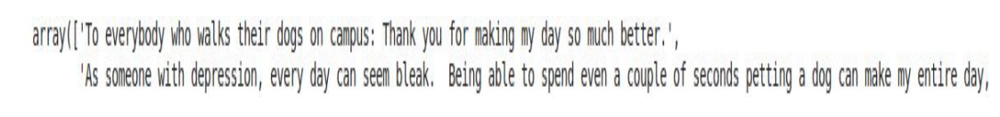 array(['To everybody who walks their dogs on campus: Thank you for making my day so much better.',
'As someone with depression, every day can seem bleak.  Being able to spend even a couple of seconds petting a dog can make my entire day,